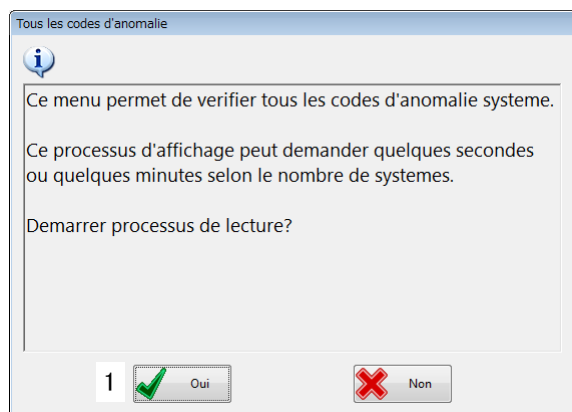 Tous les codes d'anomalie
Ce menu permet de verifier tous les codes d'anomalie systeme.
Ce processus d'affichage peut demander quelques secondes
ou quelques minutes selon le nombre de systemes.
Demarrer processus de lecture?
1 Oui Non